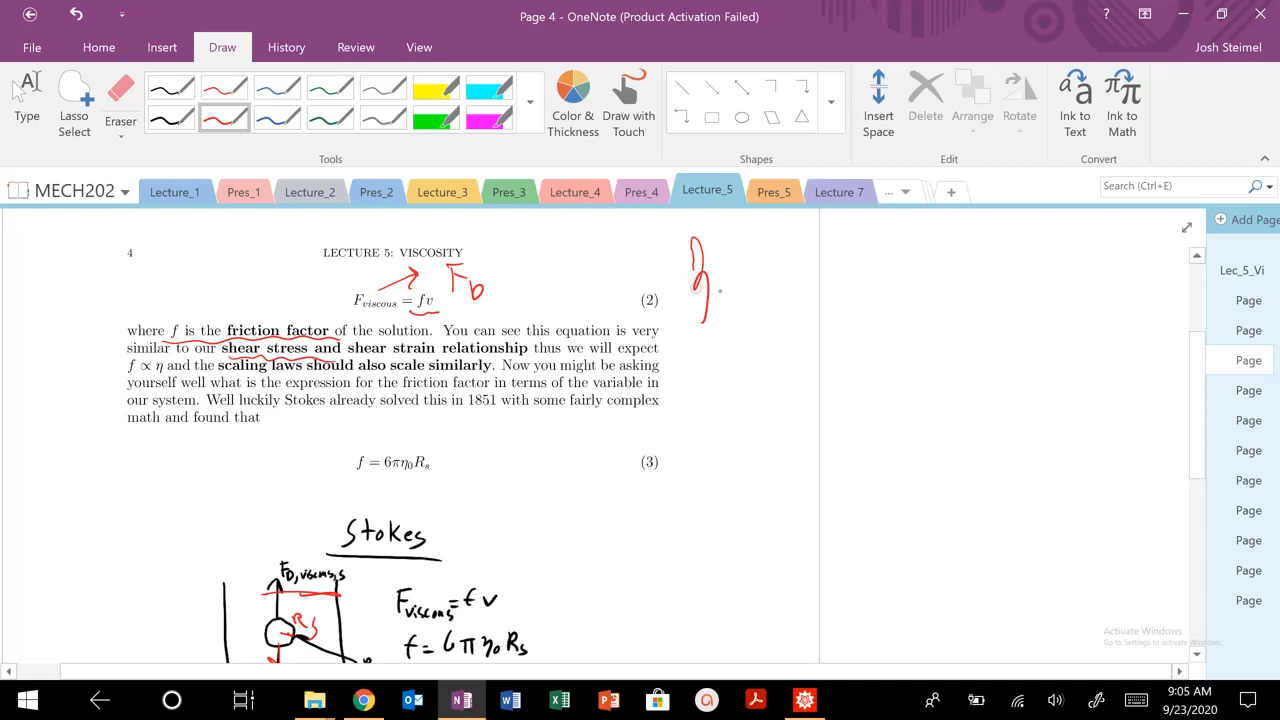 Page 4 - OneNote (Product Activation Failed)
File Home Insert Draw History Review View Josh Steimel
Type Lasso Select Eraser Color & Thickness Draw with Touch Insert Space Delete Arrange Rotate Ink to Text Ink to Math
Tools Shapes Edit Convert
MECH202 Lecture_1 Pres_1 Lecture_2 Pres_2 Lecture_3 Pres_3 Lecture_4 Pres_4 Lecture_5 Pres_5 Lecture 7 ... Search (Ctrl+E)
Add Page
4 LECTURE 5: VISCOSITY
Lec_5_Vi
F_D
F_viscous = fv (2)
where f is the friction factor of the solution. You can see this equation is very
similar to our shear stress and shear strain relationship thus we will expect
f ∝ η and the scaling laws should also scale similarly. Now you might be asking
yourself well what is the expression for the friction factor in terms of the variable in
our system. Well luckily Stokes already solved this in 1851 with some fairly complex
math and found that
f = 6πη₀R_s (3)
Stokes
F_D,viscous,s
F_viscous = f v
R_s
f = 6 π η₀ R_s
Page
Page
Page
Page
Page
Page
Page
Page
Page
Page
Page
Activate Windows
Go to Settings to activate Windows.
9:05 AM
9/23/2020